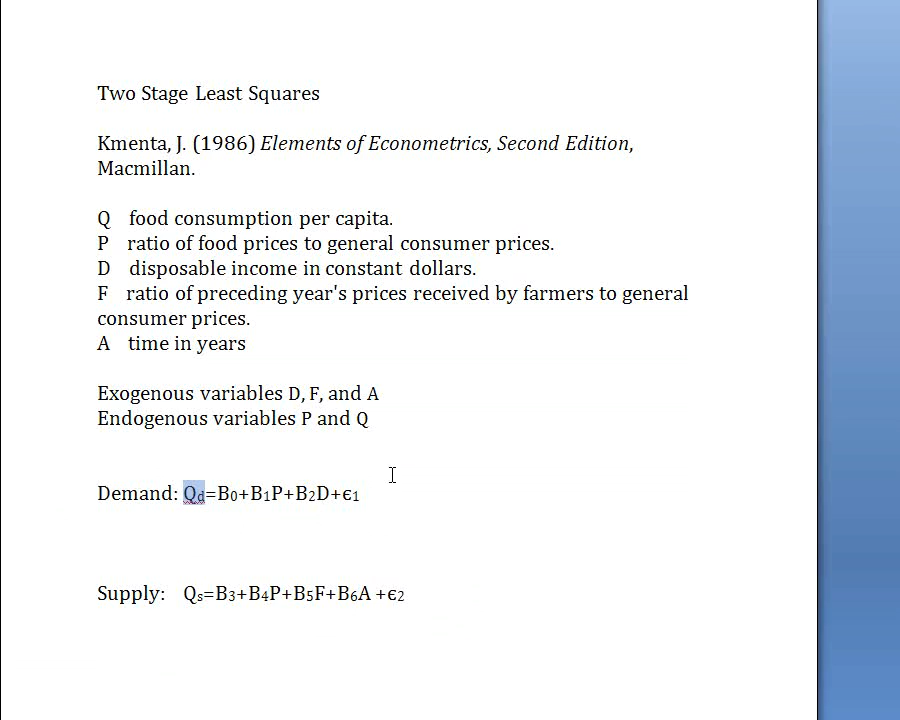 Two Stage Least Squares
Kmenta, J. (1986) Elements of Econometrics, Second Edition,
Macmillan.
Q food consumption per capita.
P ratio of food prices to general consumer prices.
D disposable income in constant dollars.
F ratio of preceding year's prices received by farmers to general
consumer prices.
A time in years
Exogenous variables D, F, and A
Endogenous variables P and Q
Demand: Qd=B0+B1P+B2D+ϵ1
Supply: Qs=B3+B4P+B5F+B6A +ϵ2